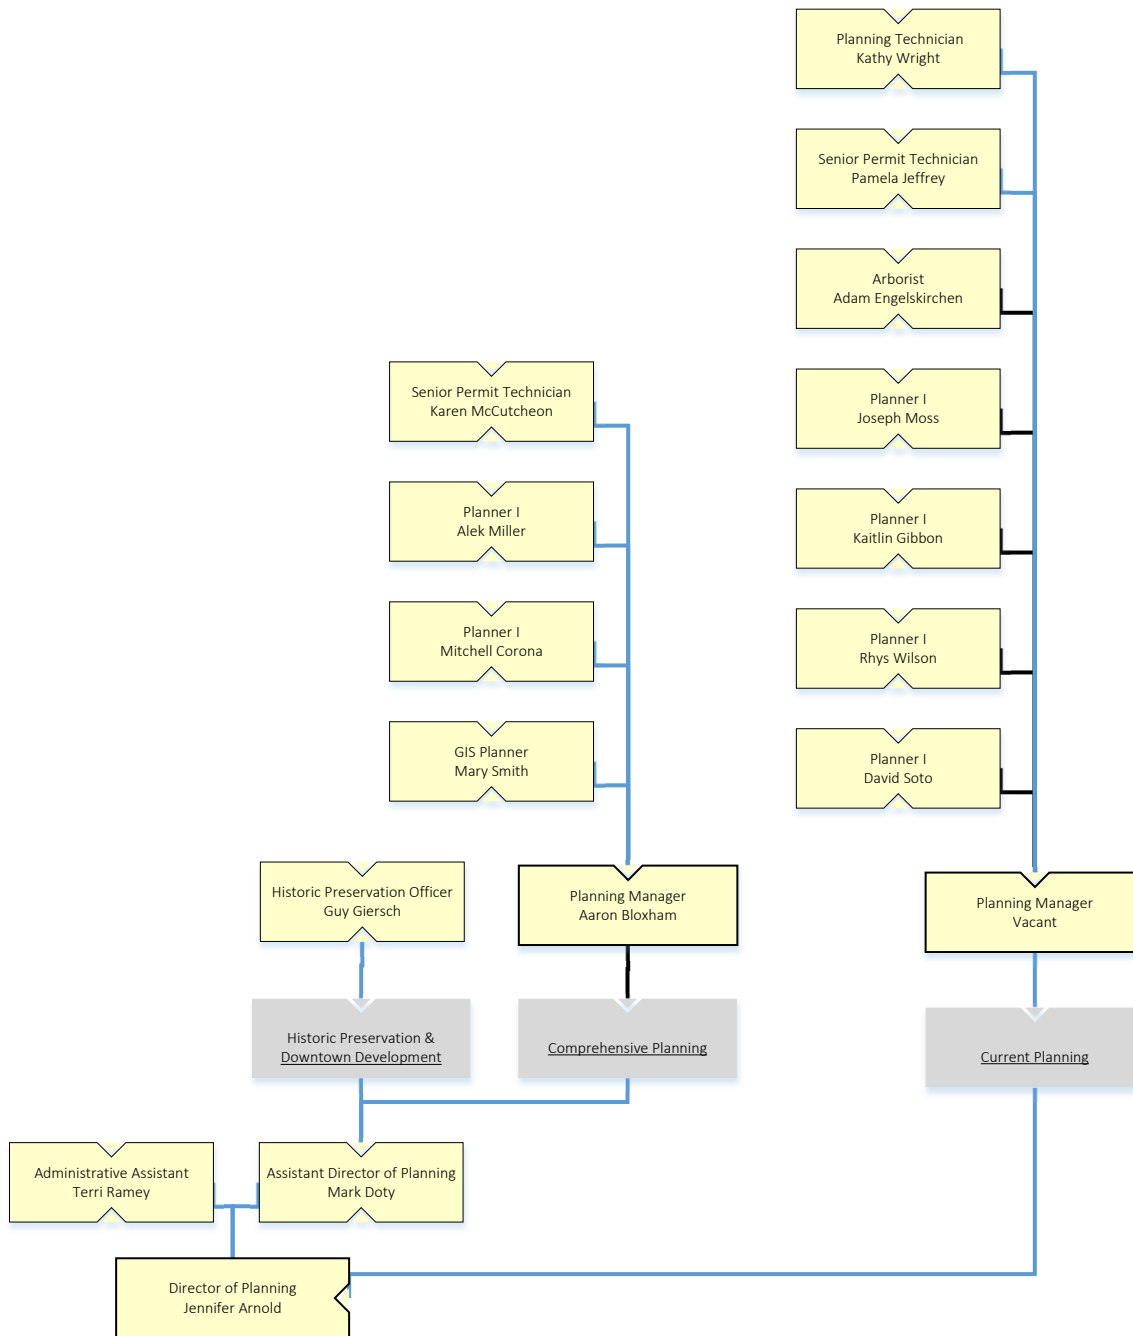 Planning Technician
Kathy Wright
Senior Permit Technician
Pamela Jeffrey
Arborist
Adam Engelskirchen
Senior Permit Technician
Karen McCutcheon
Planner I
Joseph Moss
Planner I
Alek Miller
Planner I
Kaitlin Gibbon
Planner I
Mitchell Corona
Planner I
Rhys Wilson
GIS Planner
Mary Smith
Planner I
David Soto
Historic Preservation Officer
Guy Giersch
Planning Manager
Aaron Bloxham
Planning Manager
Vacant
Historic Preservation &
Downtown Development
Comprehensive Planning
Current Planning
Administrative Assistant
Terri Ramey
Assistant Director of Planning
Mark Doty
Director of Planning
Jennifer Arnold